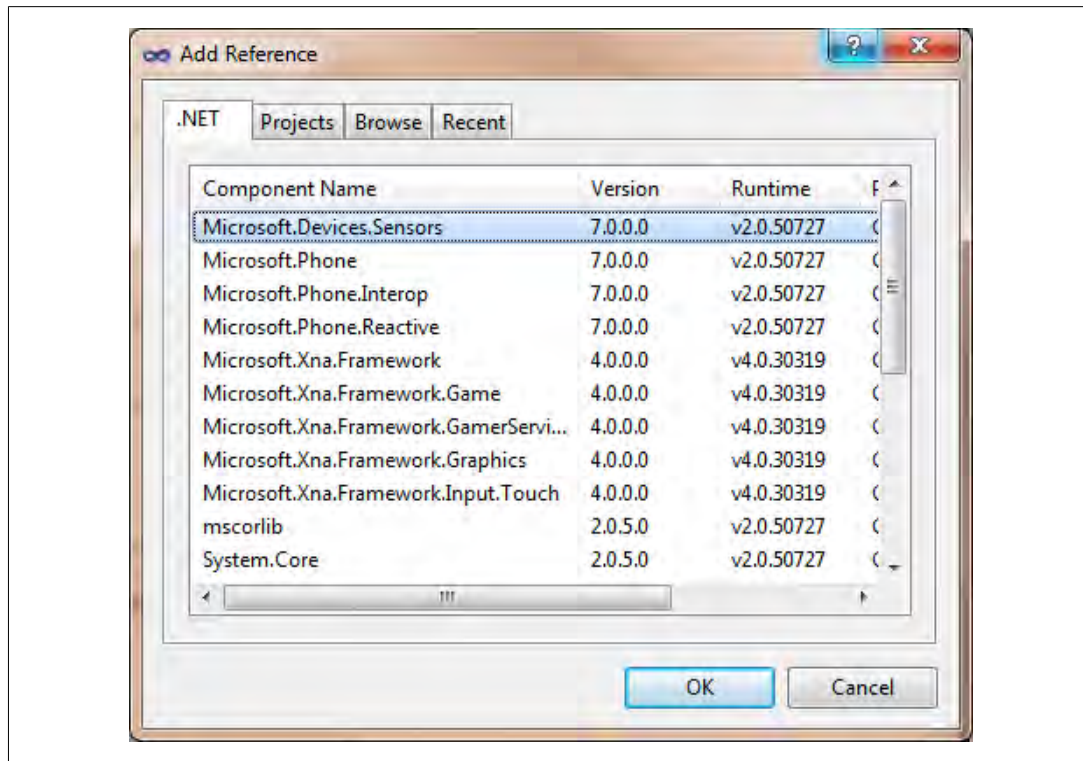 Add Reference
.NET Projects Browse Recent
Component Name Version Runtime
Microsoft.Devices.Sensors 7.0.0.0 v2.0.50727
Microsoft.Phone 7.0.0.0 v2.0.50727
Microsoft.Phone.Interop 7.0.0.0 v2.0.50727
Microsoft.Phone.Reactive 7.0.0.0 v2.0.50727
Microsoft.Xna.Framework 4.0.0.0 v4.0.30319
Microsoft.Xna.Framework.Game 4.0.0.0 v4.0.30319
Microsoft.Xna.Framework.GamerServi... 4.0.0.0 v4.0.30319
Microsoft.Xna.Framework.Graphics 4.0.0.0 v4.0.30319
Microsoft.Xna.Framework.Input.Touch 4.0.0.0 v4.0.30319
mscorlib 2.0.5.0 v2.0.50727
System.Core 2.0.5.0 v2.0.50727
OK Cancel